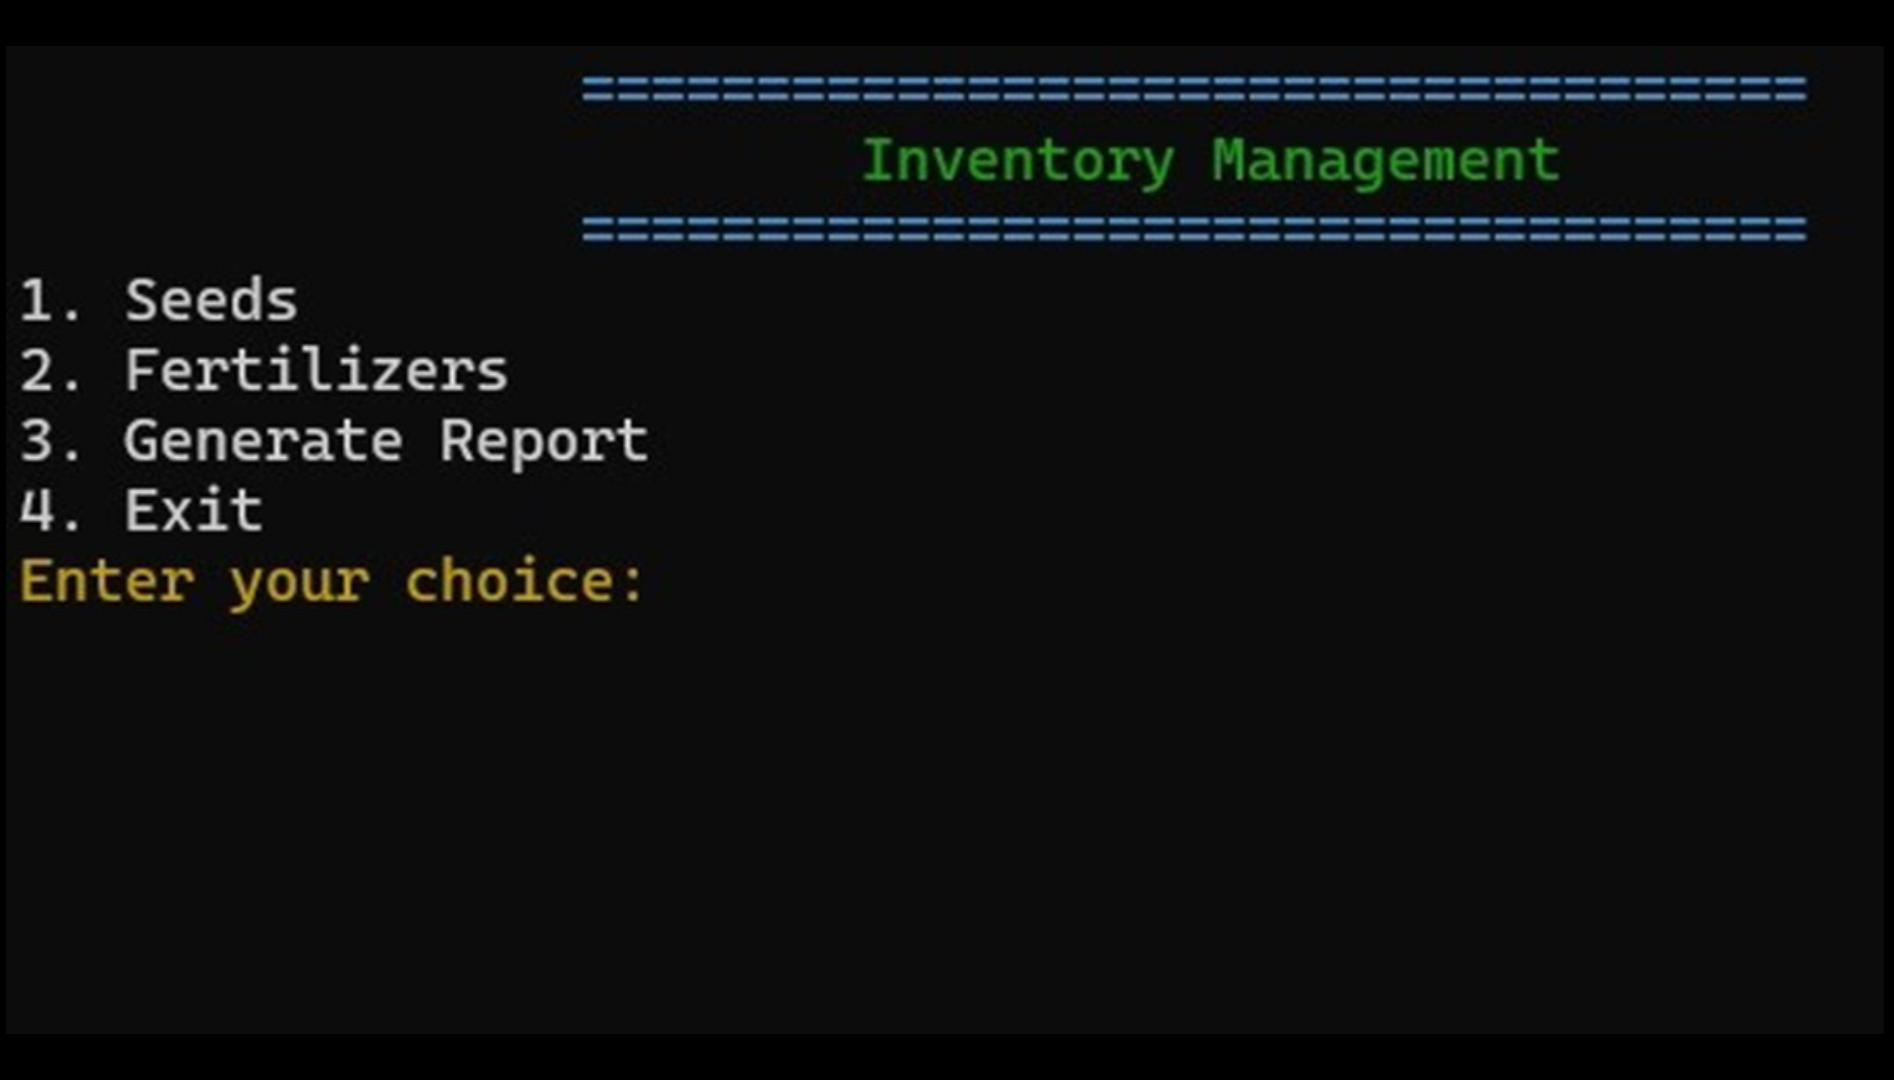 ===================================
Inventory Management
===================================
1. Seeds
2. Fertilizers
3. Generate Report
4. Exit
Enter your choice: